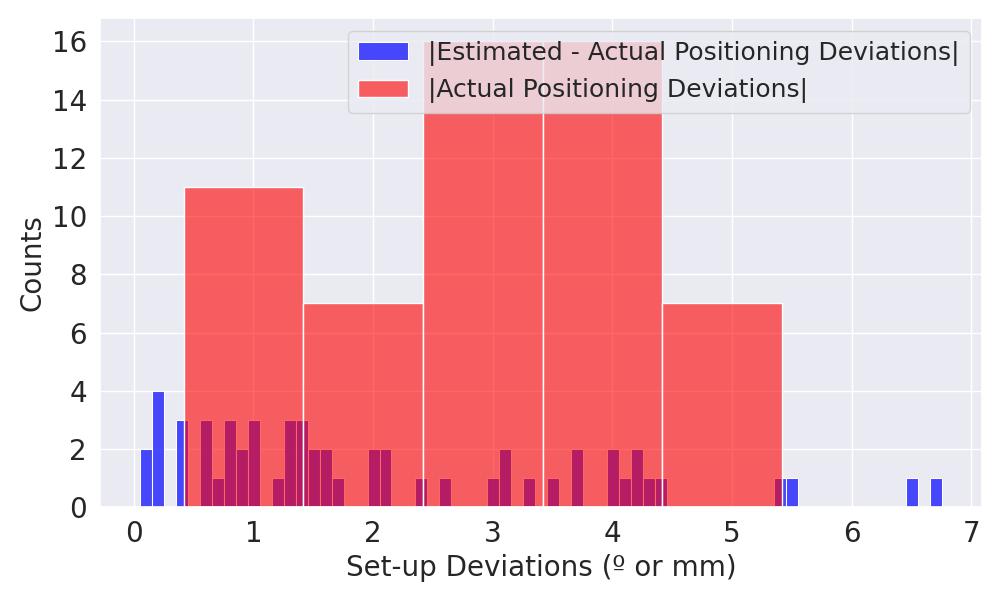 |Estimated - Actual Positioning Deviations|
|Actual Positioning Deviations|
Counts
16
14
12
10
8
6
4
2
0
0 1 2 3 4 5 6 7
Set-up Deviations (º or mm)